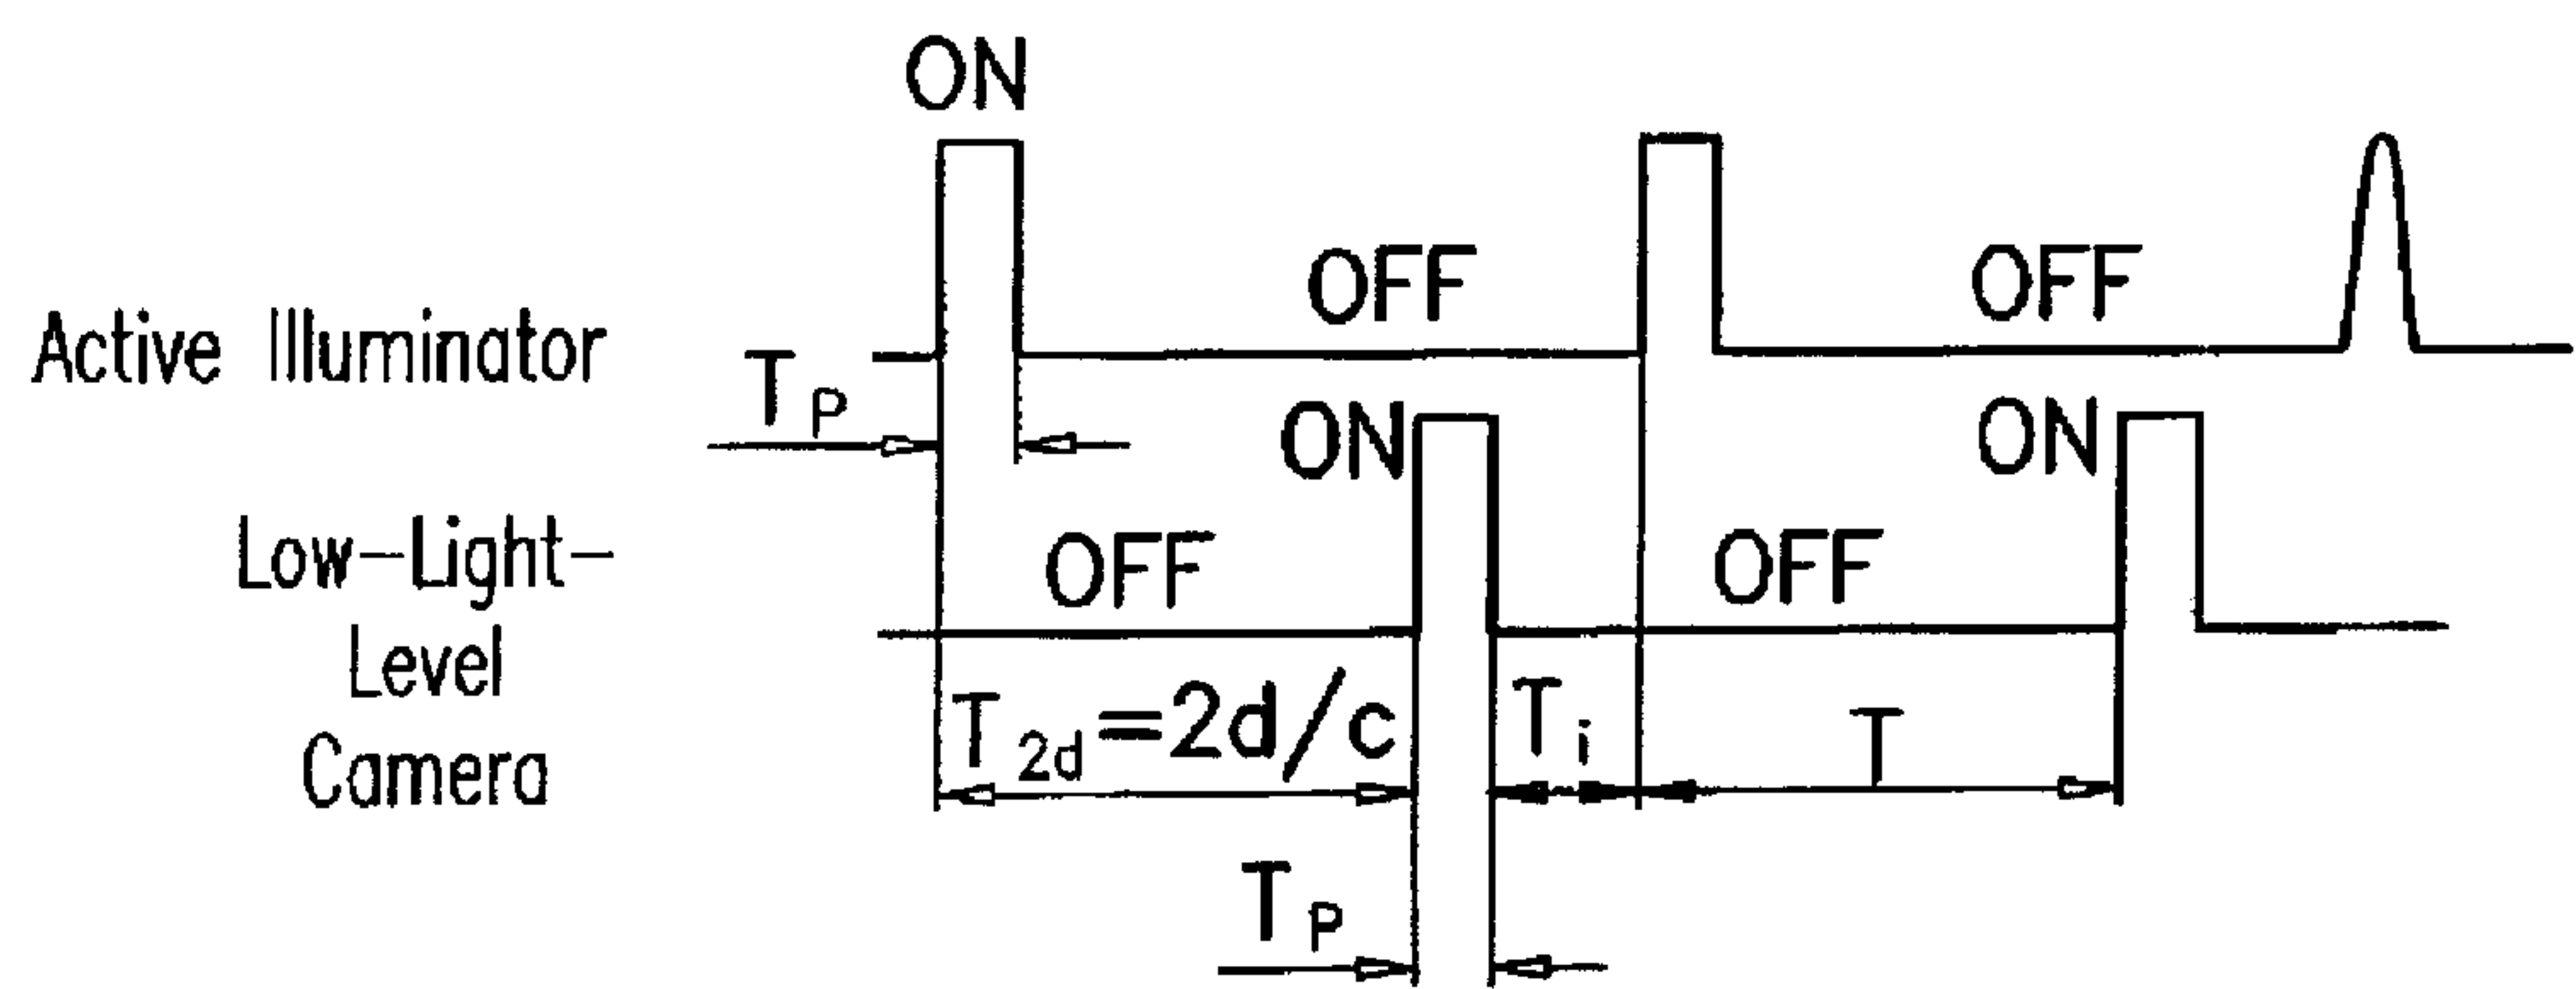 ON
OFF
OFF
Active Illuminator
TP
ON
ON
Low-Light-
Level
Camera
OFF
OFF
T2d=2d/c
Ti
T
TP